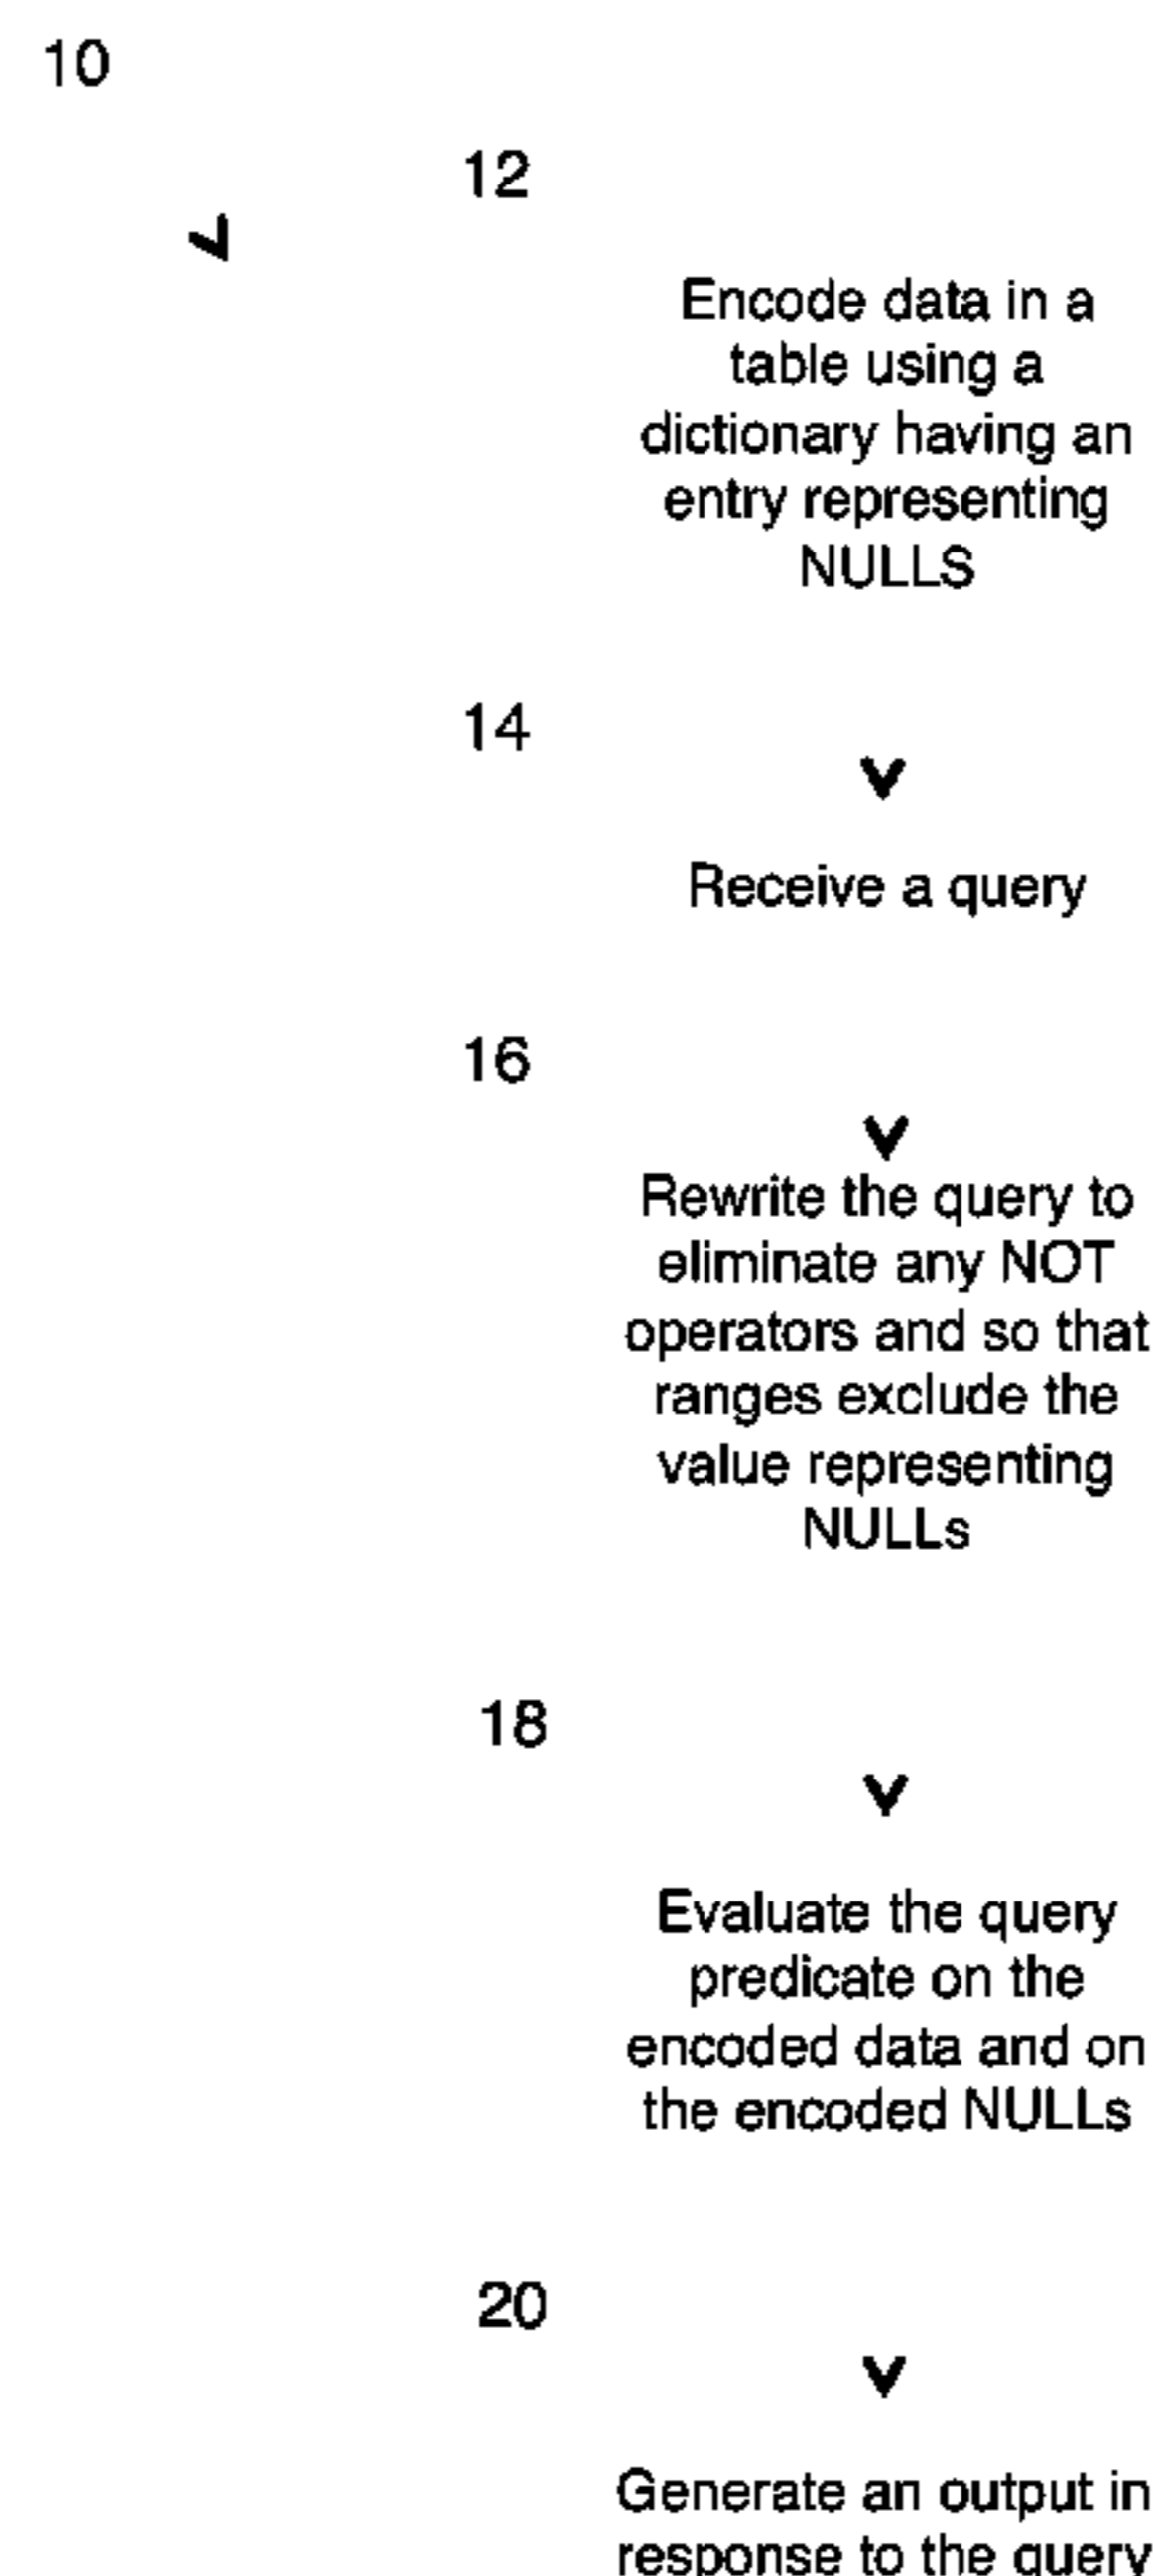 10
12
Encode data in a
table using a
dictionary having an
entry representing
NULLS
14
Receive a query
16
Rewrite the query to
eliminate any NOT
operators and so that
ranges exclude the
value representing
NULLs
18
Evaluate the query
predicate on the
encoded data and on
the encoded NULLs
20
Generate an output in
response to the query